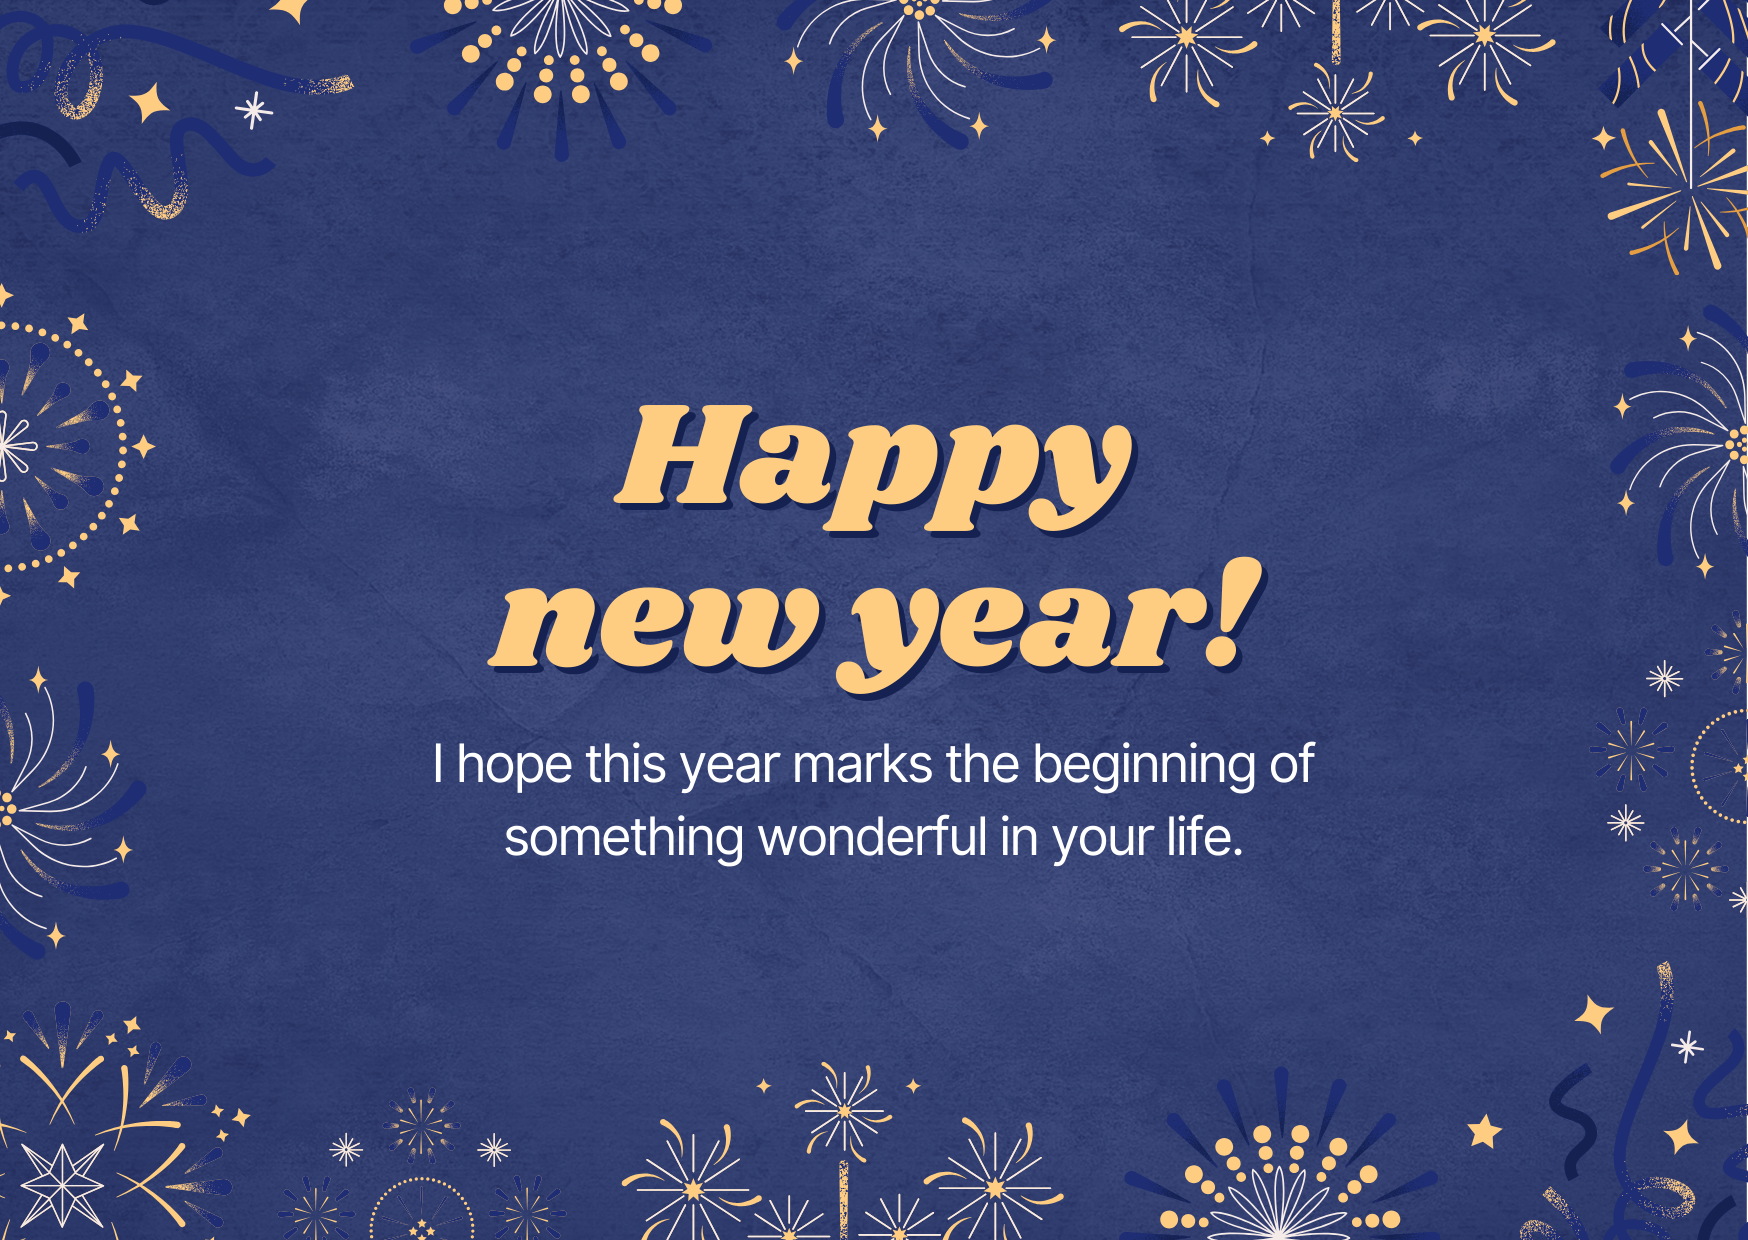 Happy
new year!
I hope this year marks the beginning of
something wonderful in your life.